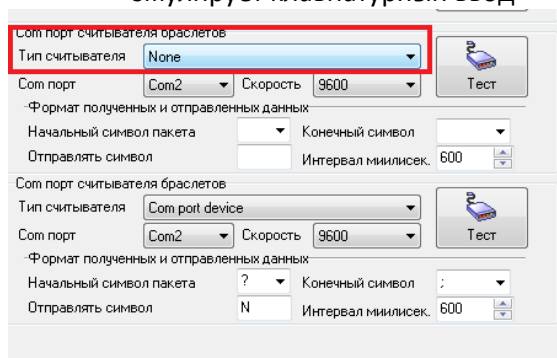 эмулирует клавиатурный ввод
Com порт считывателя браслетов
Тип считывателя None
Com порт Com2 Скорость 9600 Тест
Формат полученных и отправленных данных
Начальный символ пакета Конечный символ
Отправлять символ Интервал миилисек. 600
Com порт считывателя браслетов
Тип считывателя Com port device
Com порт Com2 Скорость 9600 Тест
Формат полученных и отправленных данных
Начальный символ пакета ? Конечный символ ;
Отправлять символ N Интервал миилисек. 600